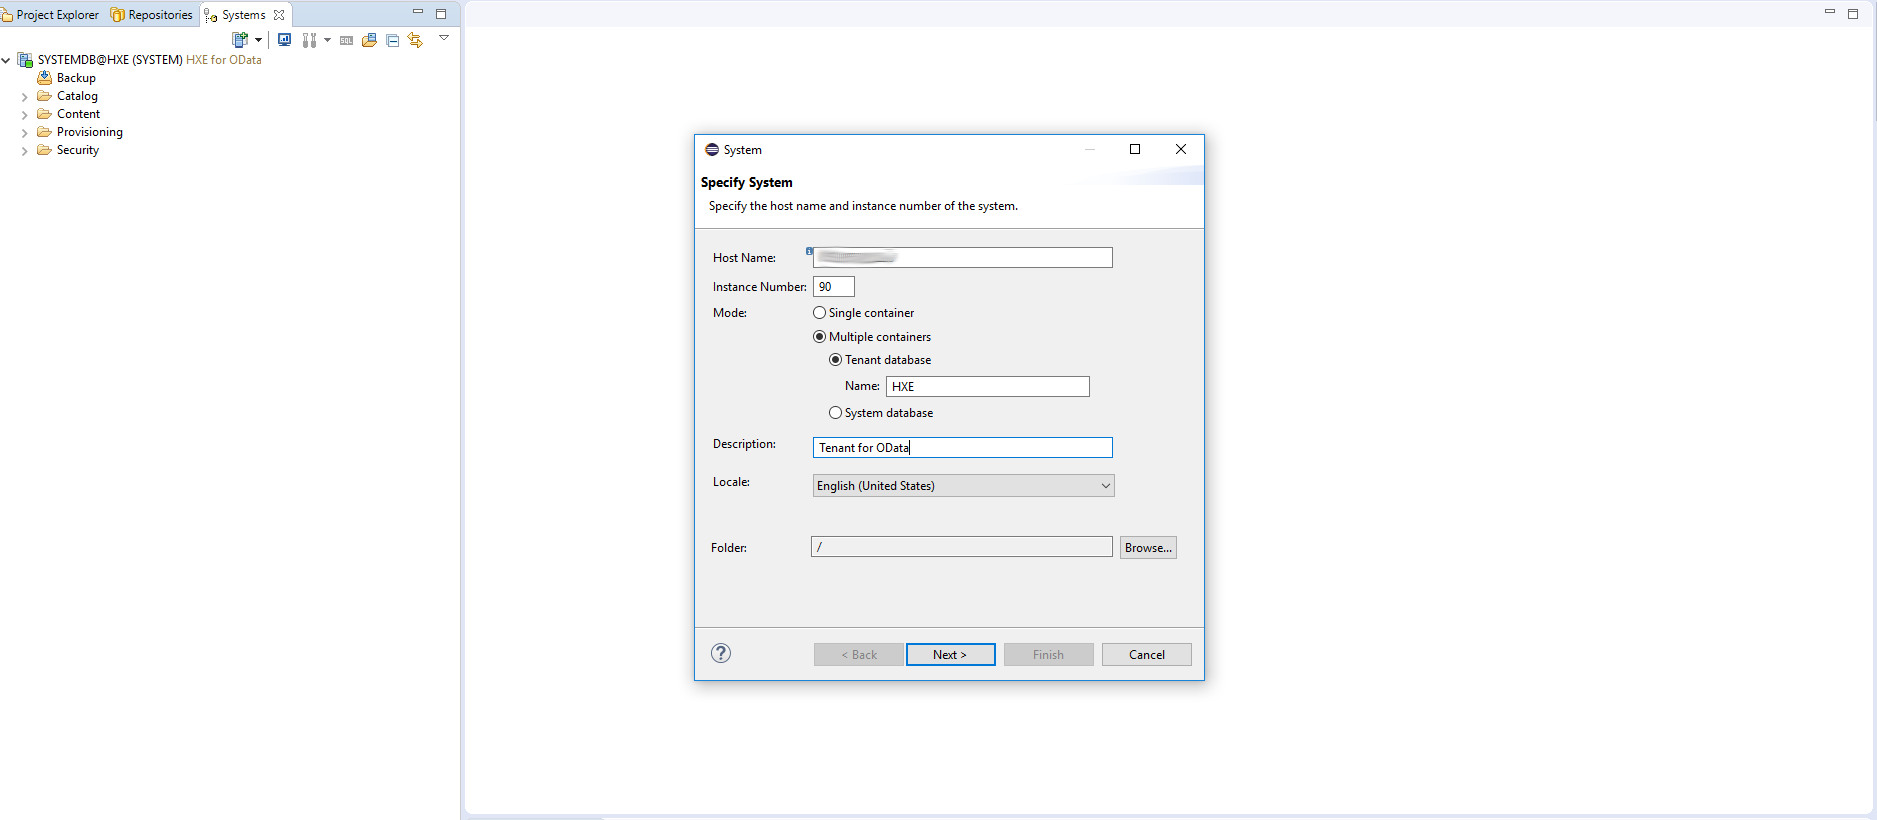 Project Explorer Repositories Systems
SYSTEMDB@HXE (SYSTEM) HXE for OData
Backup
Catalog
Content
Provisioning
Security
System
Specify System
Specify the host name and instance number of the system.
Host Name:
Instance Number: 90
Mode: Single container
Multiple containers
Tenant database
Name: HXE
System database
Description: Tenant for OData
Locale: English (United States)
Folder: / Browse...
? < Back Next > Finish Cancel